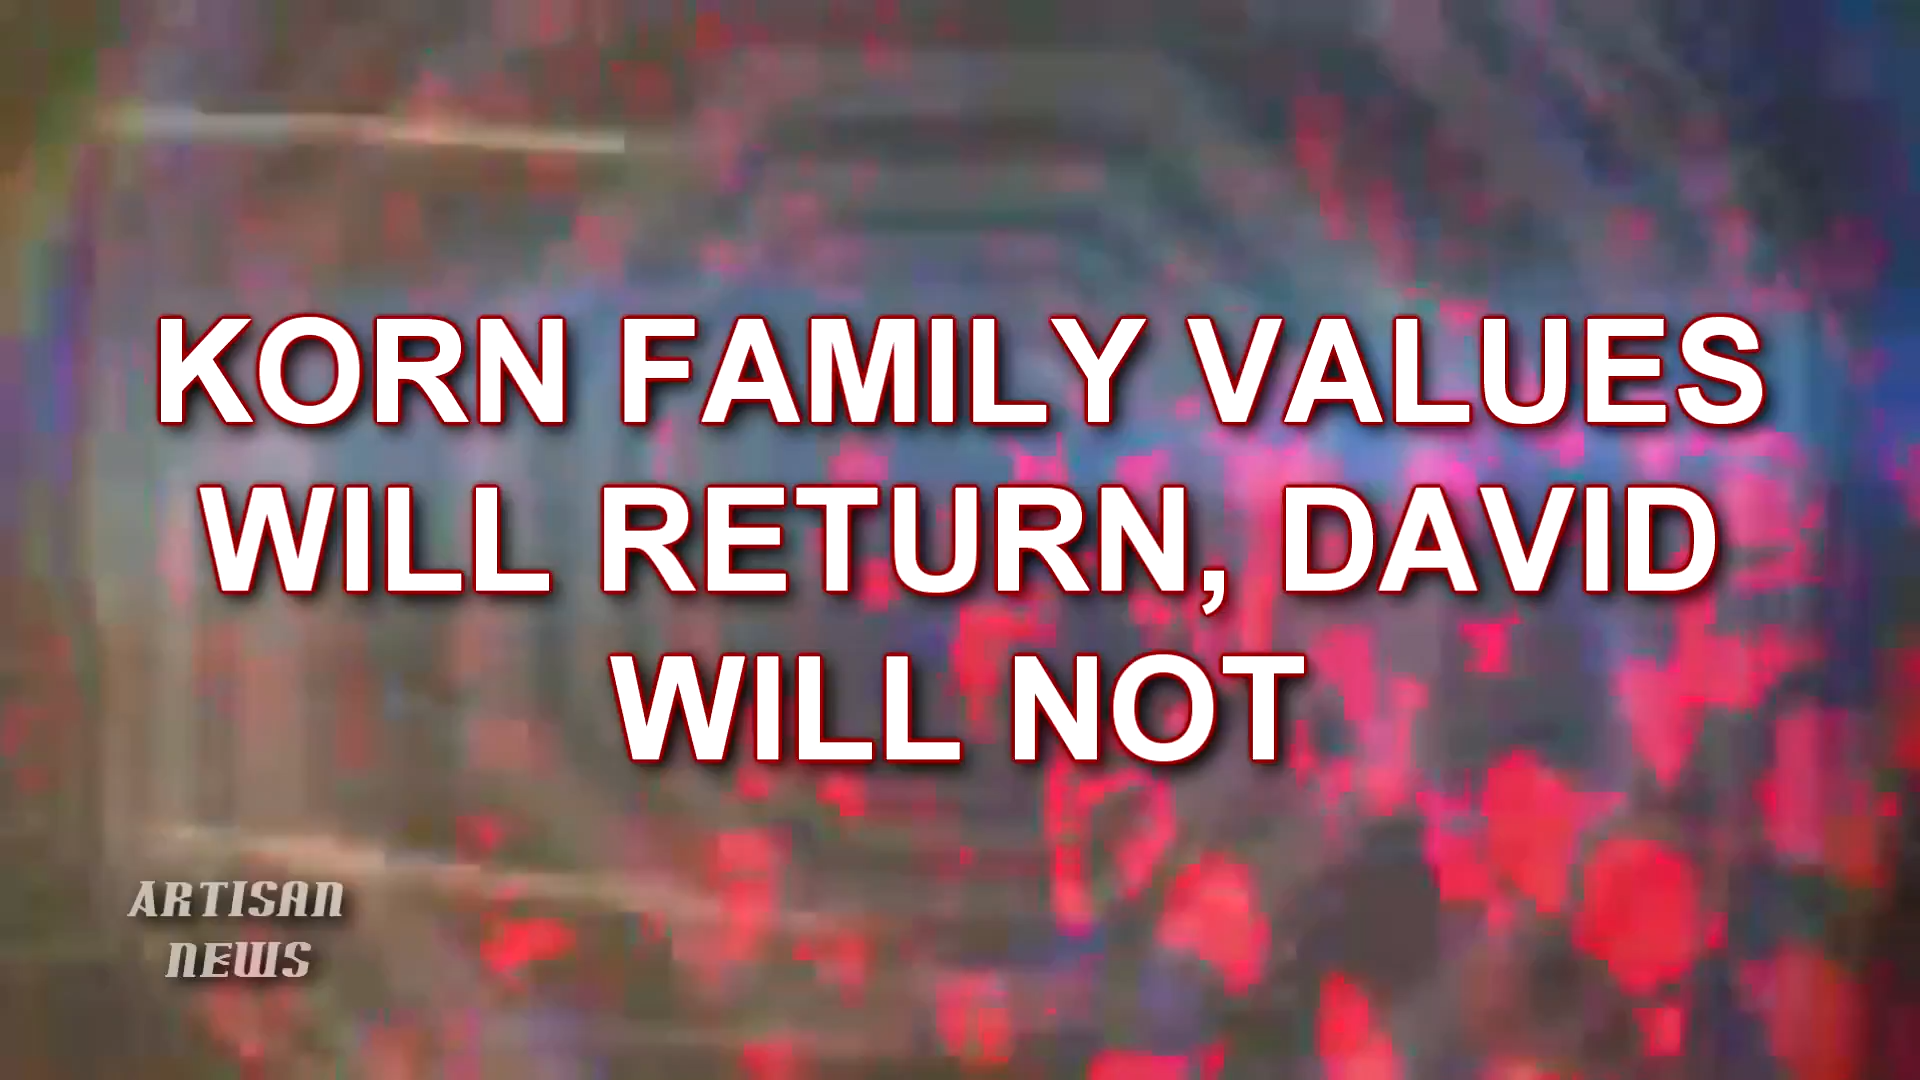 KORN FAMILY VALUES
WILL RETURN, DAVID
WILL NOT
ARTISAN
NEWS